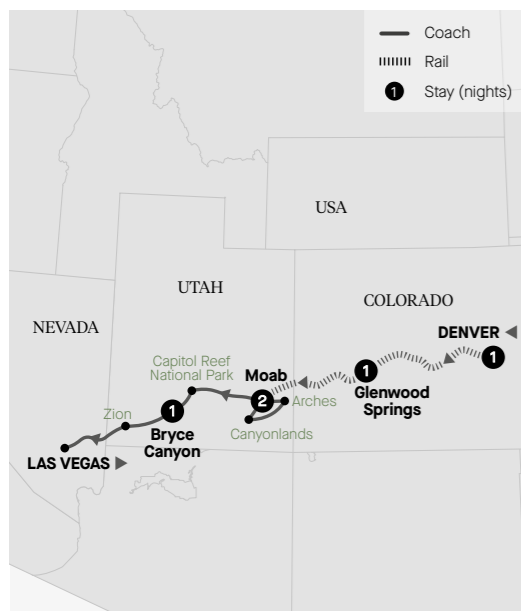 Coach
Rail
1 Stay (nights)
USA
UTAH
COLORADO
NEVADA
DENVER
1
Capitol Reef
National Park
Moab
1
2
Arches
Glenwood
Springs
Zion
1
Canyonlands
Bryce
Canyon
LAS VEGAS